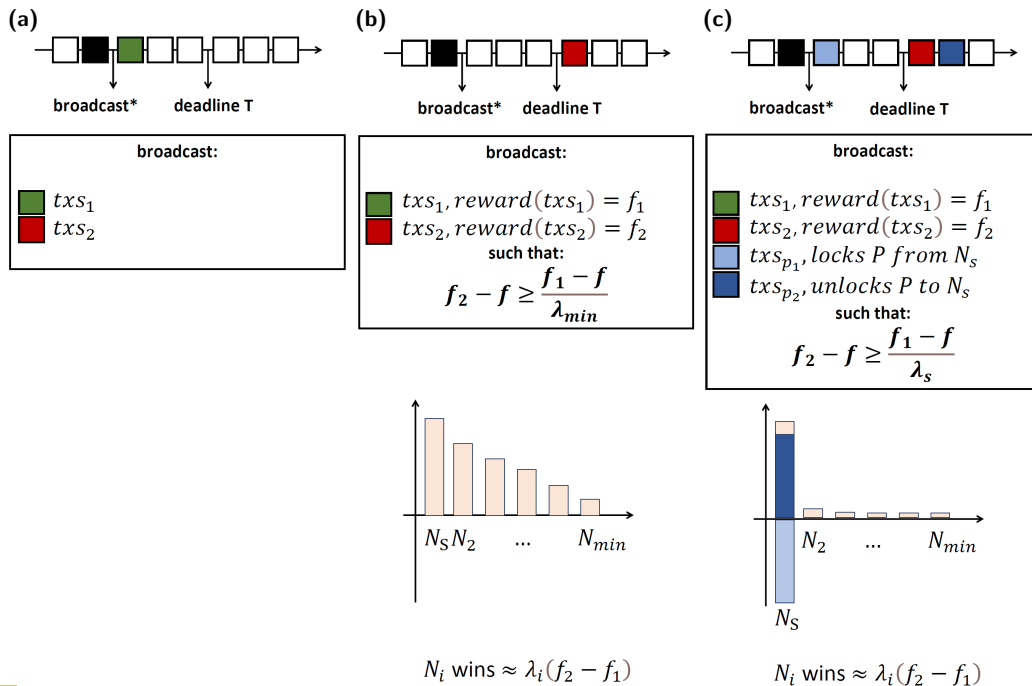 (a)
broadcast*
deadline T
broadcast:
txs₁
txs₂
(b)
broadcast*
deadline T
broadcast:
txs₁, reward(txs₁) = f₁
txs₂, reward(txs₂) = f₂
such that:
f₂ − f ≥ (f₁ − f) / λ_min
N_S N₂ ... N_min
N_i wins ≈ λ_i(f₂ − f₁)
(c)
broadcast*
deadline T
broadcast:
txs₁, reward(txs₁) = f₁
txs₂, reward(txs₂) = f₂
txs_p₁, locks P from N_s
txs_p₂, unlocks P to N_s
such that:
f₂ − f ≥ (f₁ − f) / λ_s
N₂ ... N_min
N_S
N_i wins ≈ λ_i(f₂ − f₁)